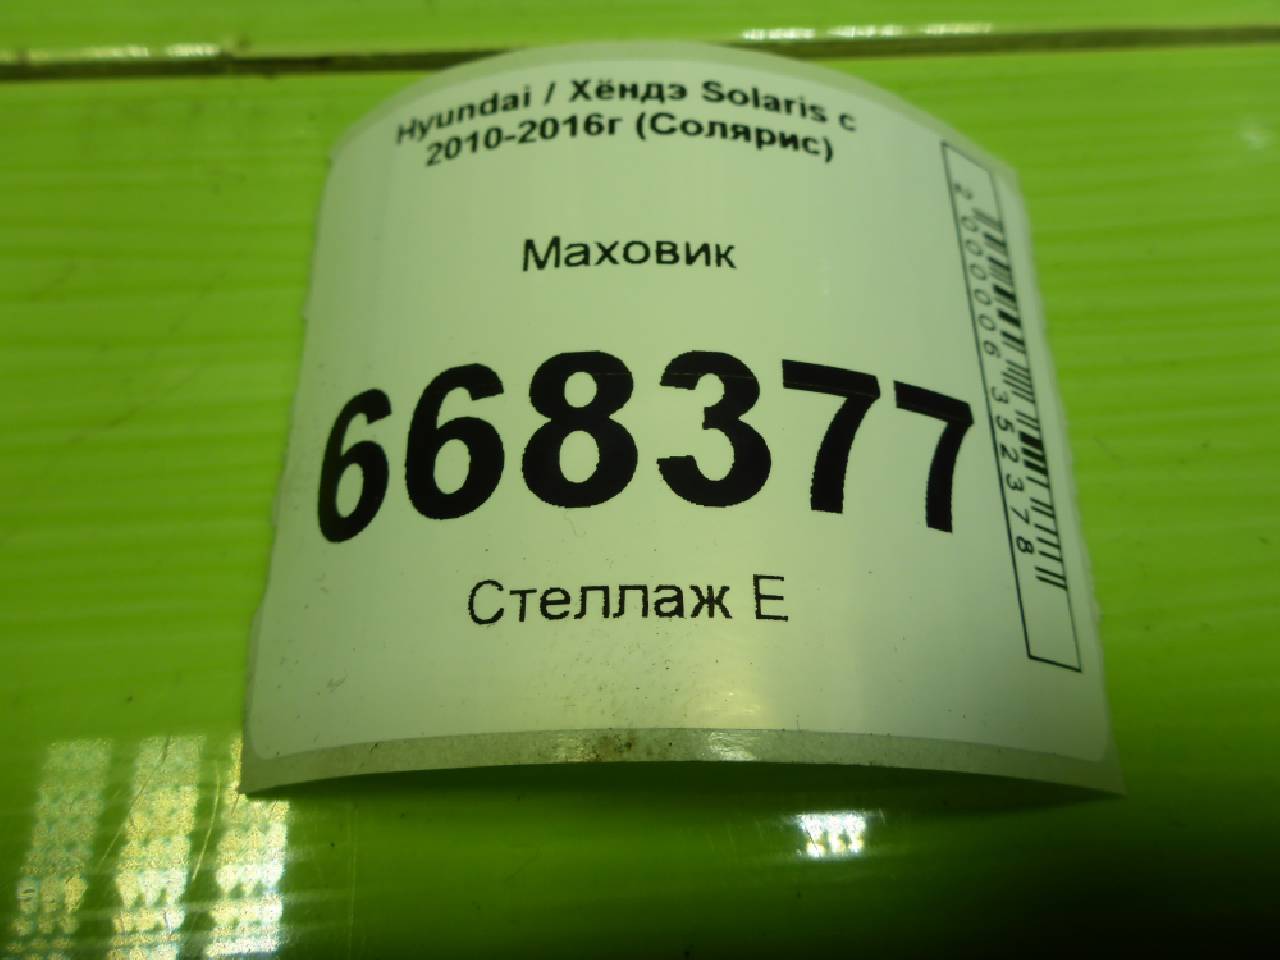 Hyundai / Хёндэ Solaris с
2010-2016г (Солярис)
Маховик
668377
Стеллаж Е
2000006352378